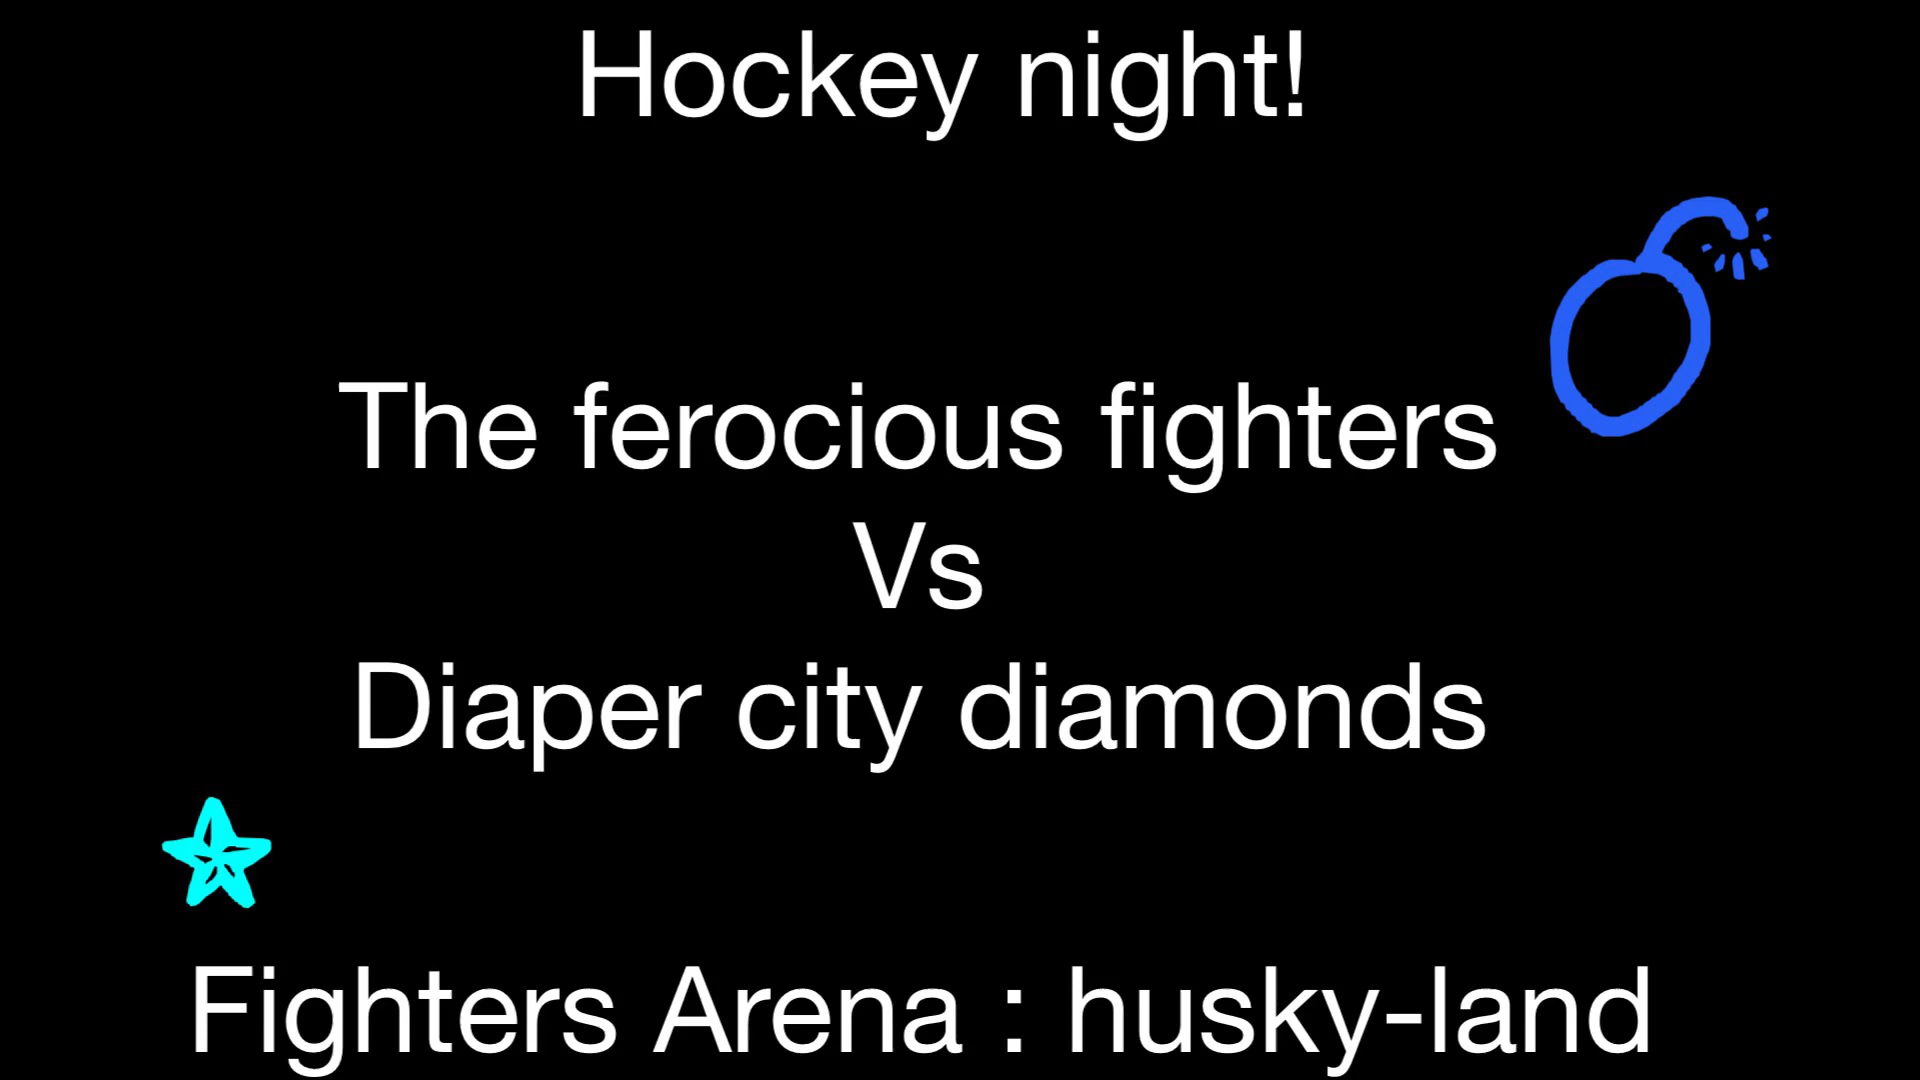 Hockey night!
The ferocious fighters
Vs
Diaper city diamonds
Fighters Arena : husky-land